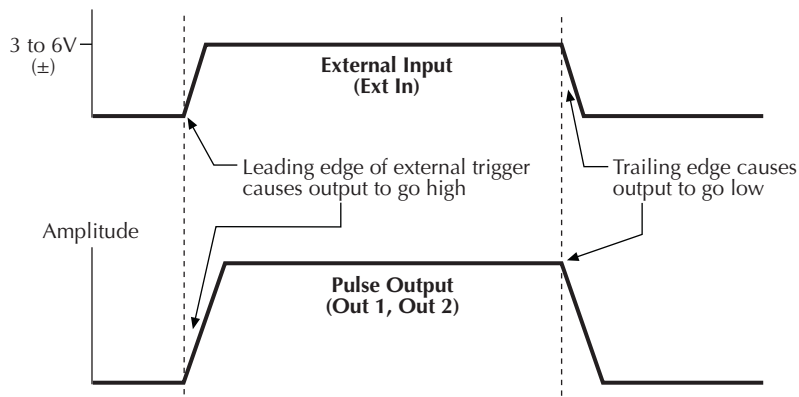 3 to 6V
(±)
External Input
(Ext In)
Leading edge of external trigger
causes output to go high
Trailing edge causes
output to go low
Amplitude
Pulse Output
(Out 1, Out 2)